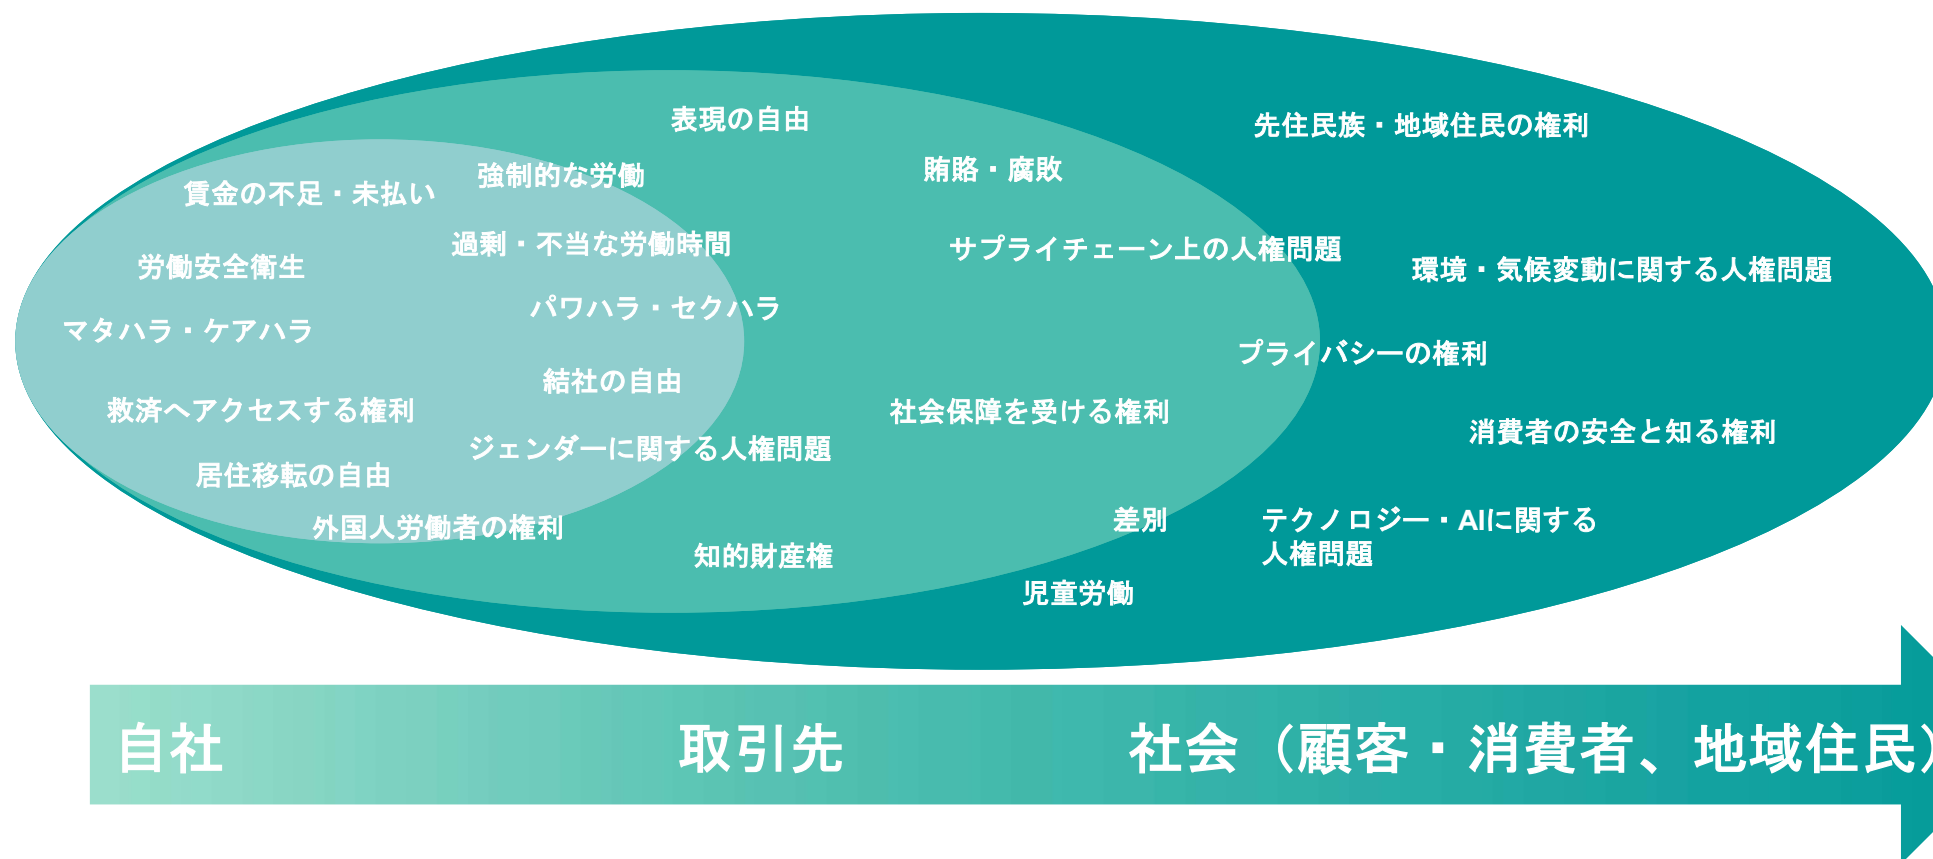 表現の自由
先住民族・地域住民の権利
賄賂・腐敗
強制的な労働
賃金の不足・未払い
過剰・不当な労働時間
サプライチェーン上の人権問題
労働安全衛生
環境・気候変動に関する人権問題
パワハラ・セクハラ
マタハラ・ケアハラ
プライバシーの権利
結社の自由
救済へアクセスする権利
社会保障を受ける権利
消費者の安全と知る権利
ジェンダーに関する人権問題
居住移転の自由
外国人労働者の権利
差別
テクノロジー・AIに関する
人権問題
知的財産権
児童労働
自社
取引先
社会（顧客・消費者、地域住民）